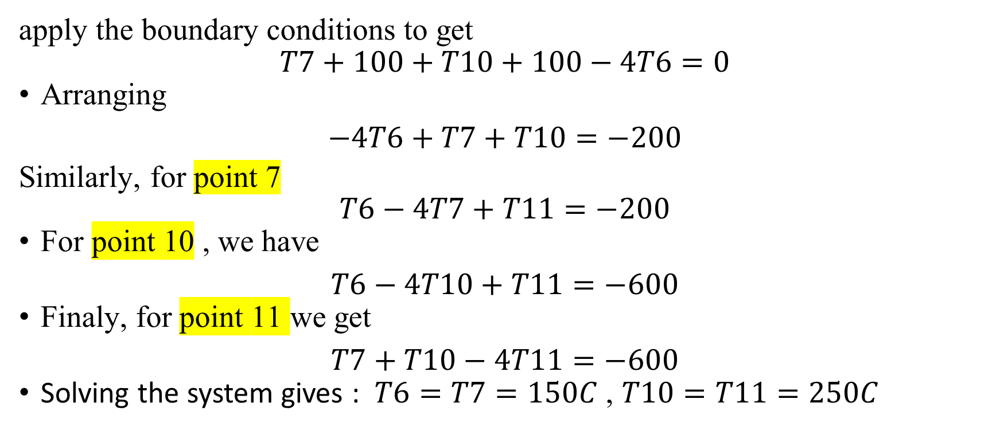 apply the boundary conditions to get
T7 + 100 + T10 + 100 − 4T6 = 0
• Arranging
−4T6 + T7 + T10 = −200
Similarly, for point 7
T6 − 4T7 + T11 = −200
• For point 10 , we have
T6 − 4T10 + T11 = −600
• Finaly, for point 11 we get
T7 + T10 − 4T11 = −600
• Solving the system gives : T6 = T7 = 150C , T10 = T11 = 250C